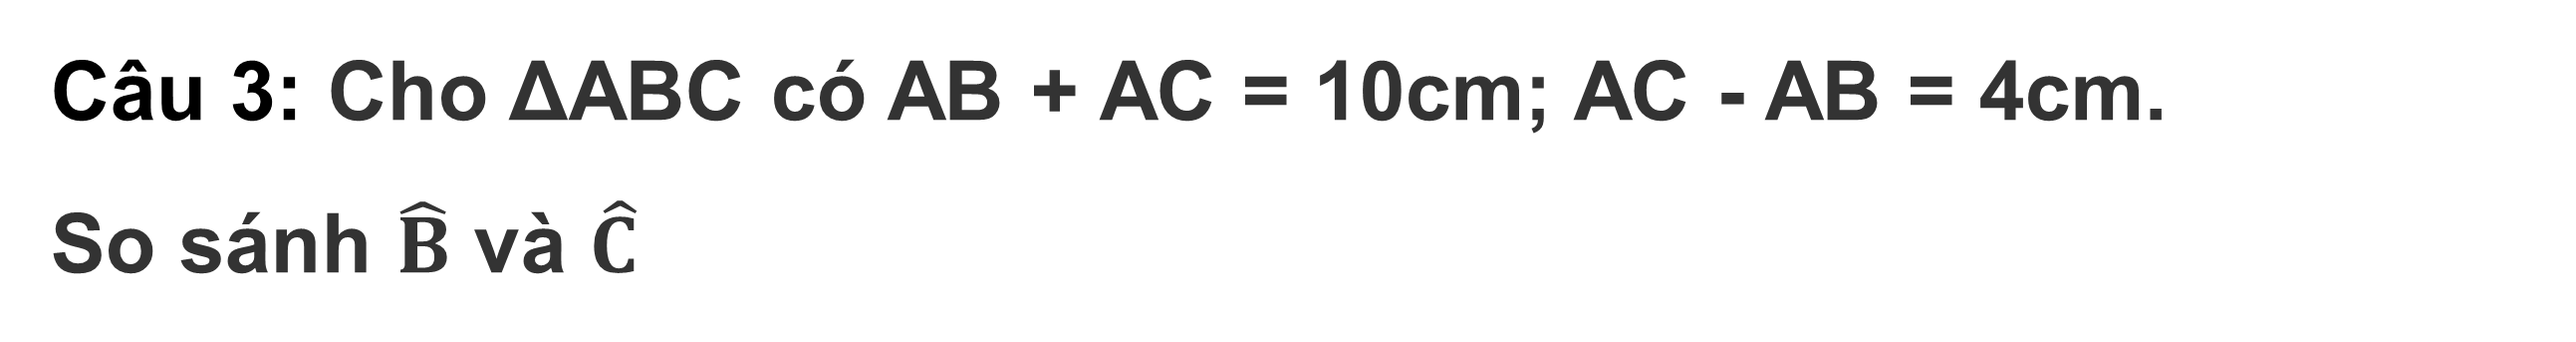 Câu 3: Cho ΔABC có AB + AC = 10cm; AC - AB = 4cm.
So sánh B̂ và Ĉ